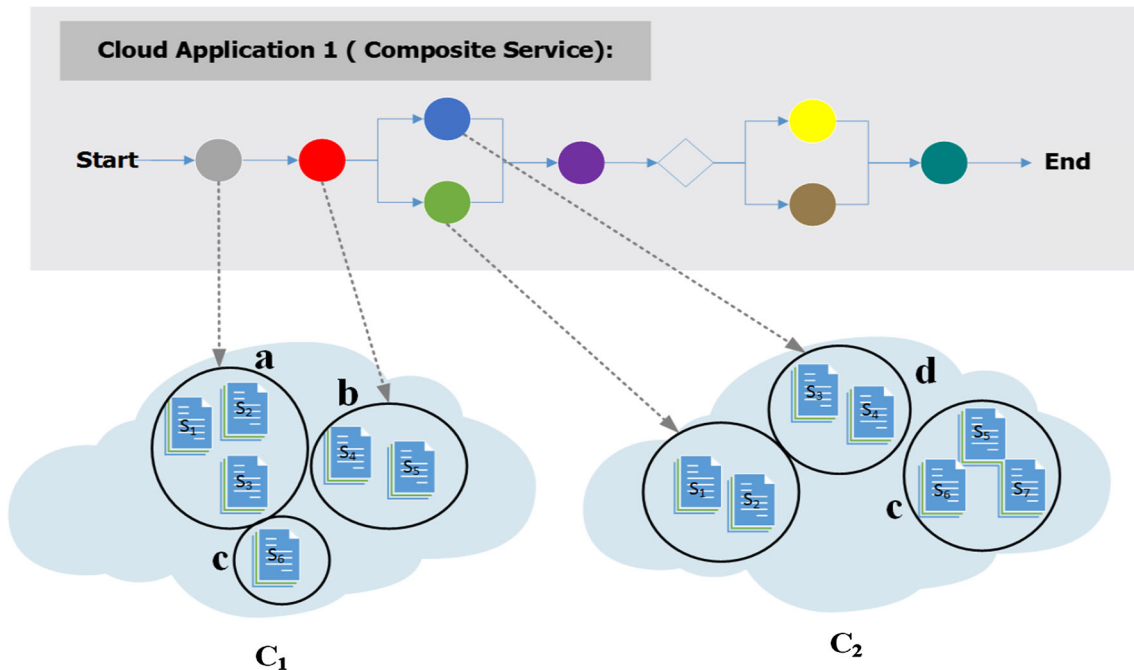 Cloud Application 1 ( Composite Service):
Start
End
a
S1
S2
S3
b
S4
S5
c
S6
d
S3
S4
S1
S2
c
S5
S6
S7
C1
C2